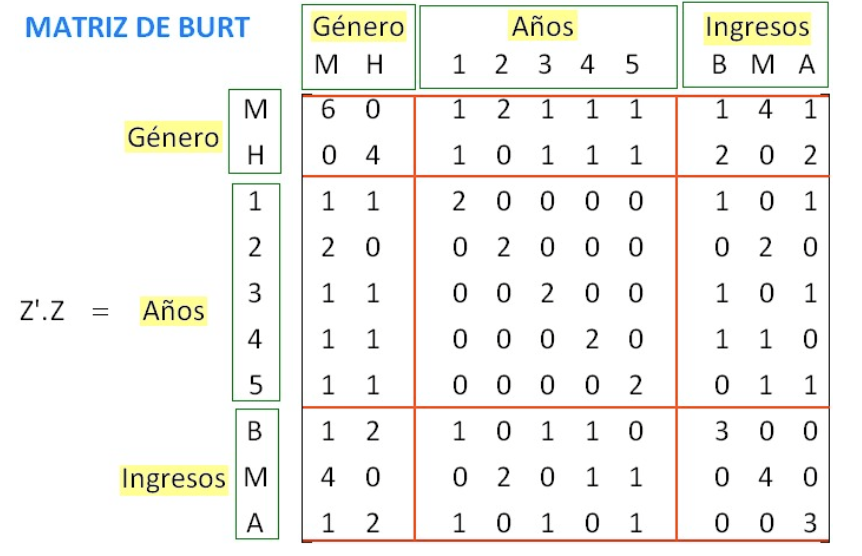 MATRIZ DE BURT
Género Años Ingresos
M H 1 2 3 4 5 B M A
Género M 6 0 1 2 1 1 1 1 4 1
H 0 4 1 0 1 1 1 2 0 2
1 1 1 2 0 0 0 0 1 0 1
2 2 0 0 2 0 0 0 0 2 0
Z'.Z = Años 3 1 1 0 0 2 0 0 1 0 1
4 1 1 0 0 0 2 0 1 1 0
5 1 1 0 0 0 0 2 0 1 1
B 1 2 1 0 1 1 0 3 0 0
Ingresos M 4 0 0 2 0 1 1 0 4 0
A 1 2 1 0 1 0 1 0 0 3